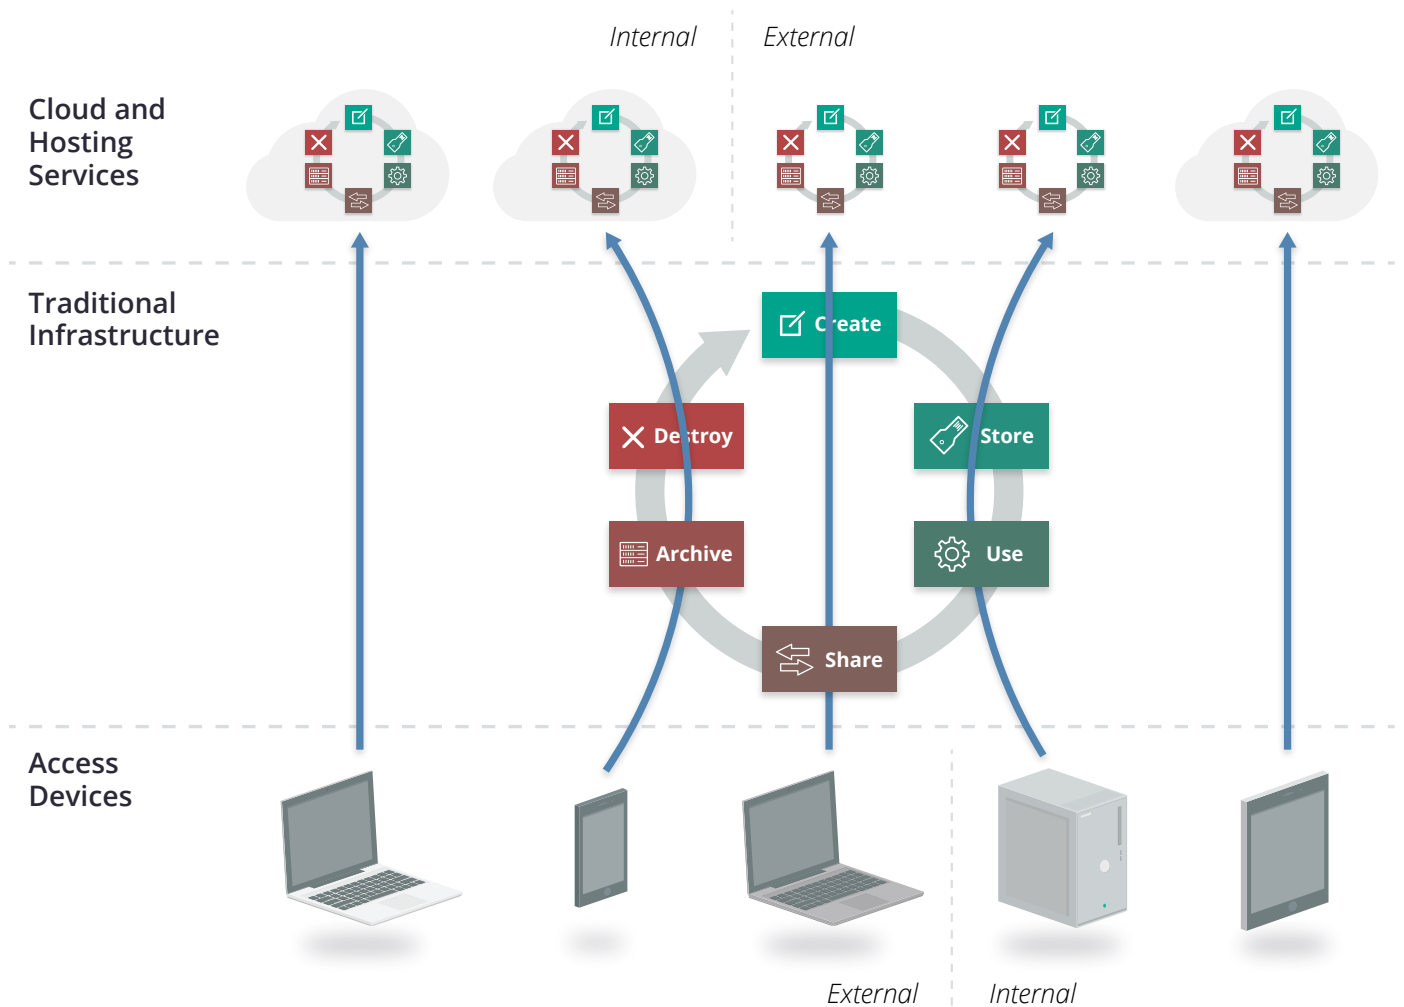 Internal
External
Cloud and
Hosting
Services
Traditional
Infrastructure
Create
Destroy
Store
Archive
Use
Share
Access
Devices
External
Internal